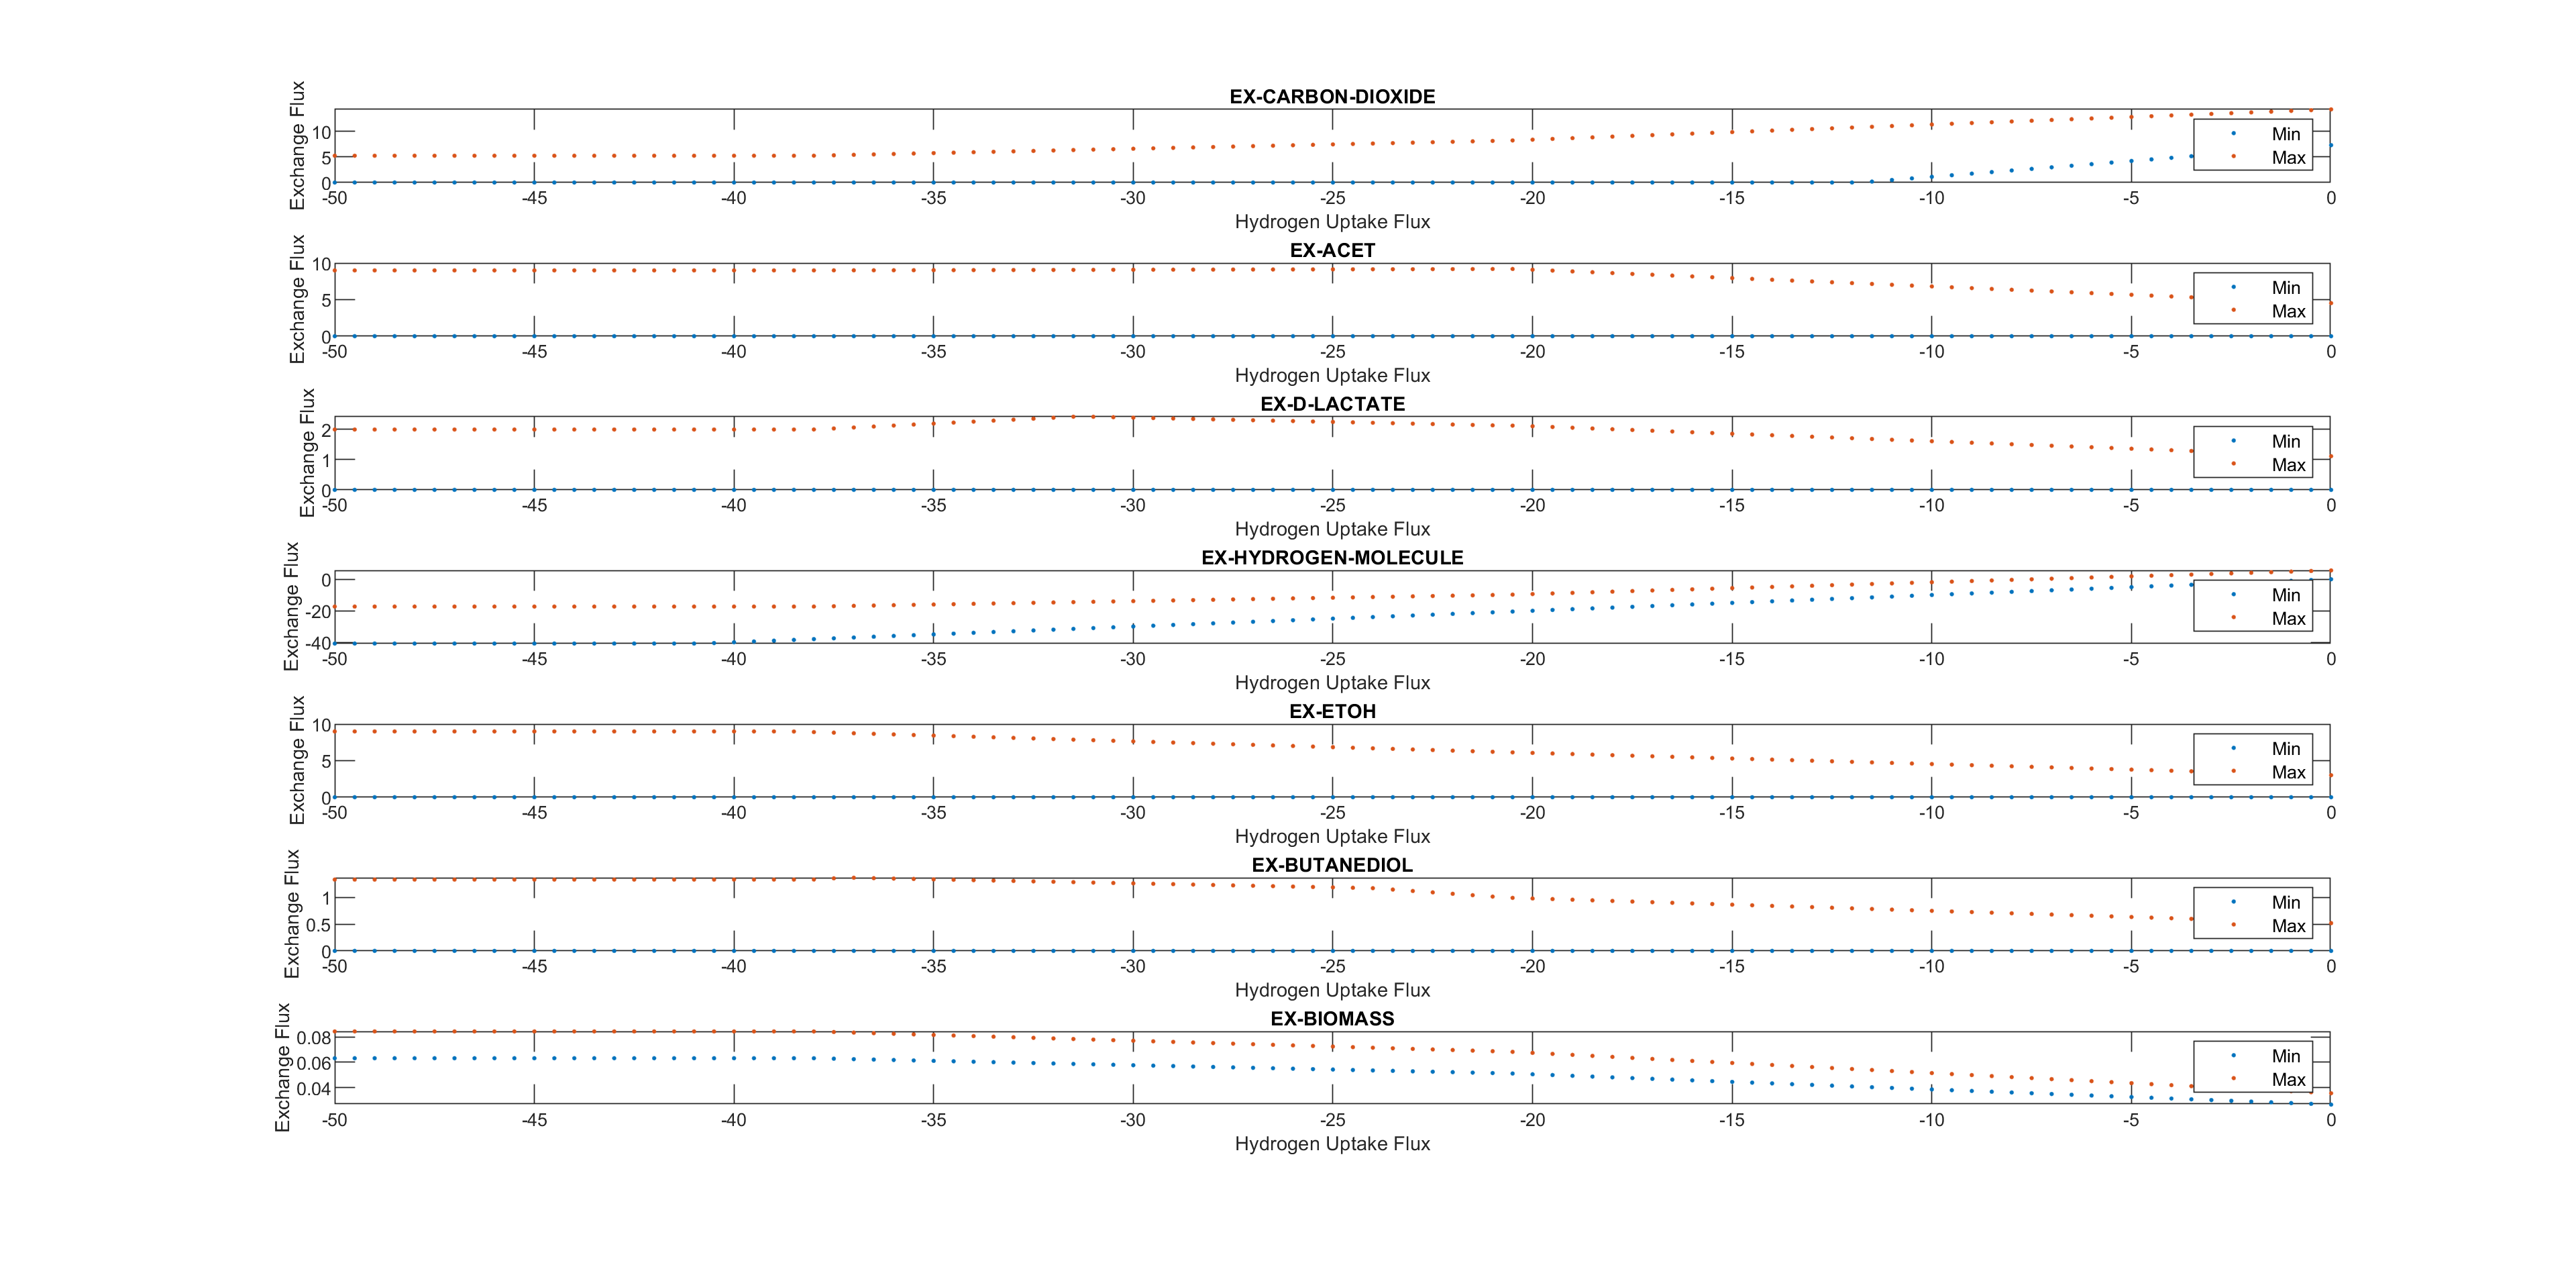 EX-CARBON-DIOXIDE
Exchange Flux
10
5
0
-50 -45 -40 -35 -30 -25 -20 -15 -10 -5 0
Hydrogen Uptake Flux
Min
Max
EX-ACET
Exchange Flux
10
5
0
-50 -45 -40 -35 -30 -25 -20 -15 -10 -5 0
Hydrogen Uptake Flux
Min
Max
EX-D-LACTATE
Exchange Flux
2
1
0
-50 -45 -40 -35 -30 -25 -20 -15 -10 -5 0
Hydrogen Uptake Flux
Min
Max
EX-HYDROGEN-MOLECULE
Exchange Flux
0
-20
-40
-50 -45 -40 -35 -30 -25 -20 -15 -10 -5 0
Hydrogen Uptake Flux
Min
Max
EX-ETOH
Exchange Flux
10
5
0
-50 -45 -40 -35 -30 -25 -20 -15 -10 -5 0
Hydrogen Uptake Flux
Min
Max
EX-BUTANEDIOL
Exchange Flux
1
0.5
0
-50 -45 -40 -35 -30 -25 -20 -15 -10 -5 0
Hydrogen Uptake Flux
Min
Max
EX-BIOMASS
Exchange Flux
0.08
0.06
0.04
-50 -45 -40 -35 -30 -25 -20 -15 -10 -5 0
Hydrogen Uptake Flux
Min
Max